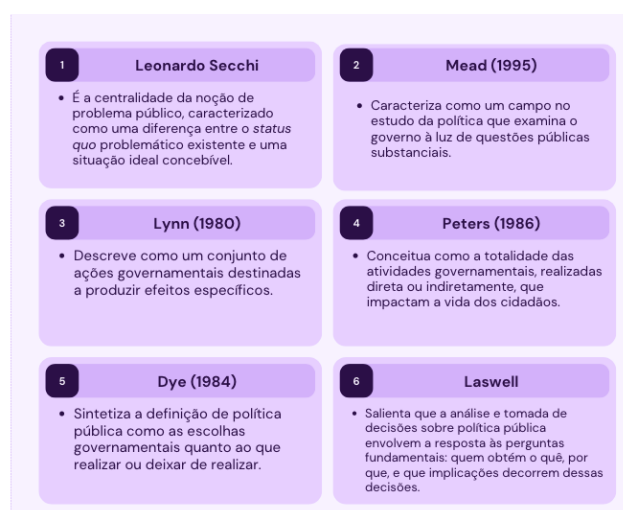 1
Leonardo Secchi
• É a centralidade da noção de
problema público, caracterizado
como uma diferença entre o status
quo problemático existente e uma
situação ideal concebível.
2
Mead (1995)
• Caracteriza como um campo no
estudo da política que examina o
governo à luz de questões públicas
substanciais.
3
Lynn (1980)
• Descreve como um conjunto de
ações governamentais destinadas
a produzir efeitos específicos.
4
Peters (1986)
• Conceitua como a totalidade das
atividades governamentais, realizadas
direta ou indiretamente, que
impactam a vida dos cidadãos.
5
Dye (1984)
• Sintetiza a definição de política
pública como as escolhas
governamentais quanto ao que
realizar ou deixar de realizar.
6
Laswell
• Salienta que a análise e tomada de
decisões sobre política pública
envolvem a resposta às perguntas
fundamentais: quem obtém o quê, por
que, e que implicações decorrem dessas
decisões.